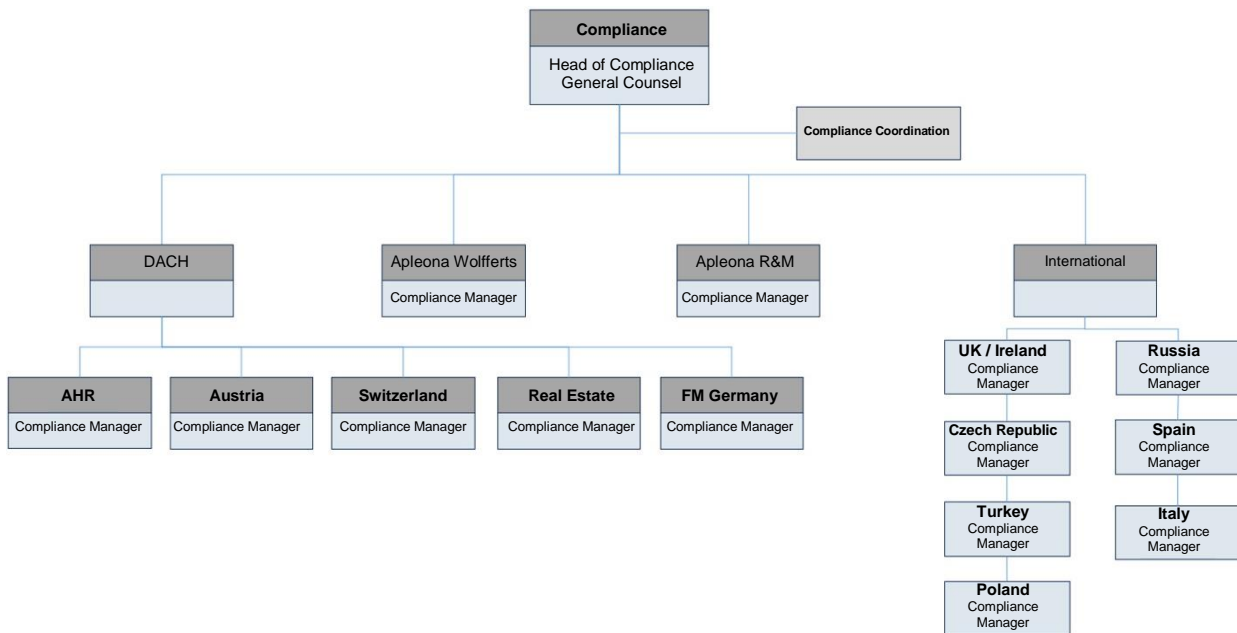 Compliance
Head of Compliance
General Counsel
Compliance Coordination
DACH
Apleona Wolfferts
Compliance Manager
Apleona R&M
Compliance Manager
International
AHR
Compliance Manager
Austria
Compliance Manager
Switzerland
Compliance Manager
Real Estate
Compliance Manager
FM Germany
Compliance Manager
UK / Ireland
Compliance
Manager
Czech Republic
Compliance
Manager
Turkey
Compliance
Manager
Poland
Compliance
Manager
Russia
Compliance
Manager
Spain
Compliance
Manager
Italy
Compliance
Manager